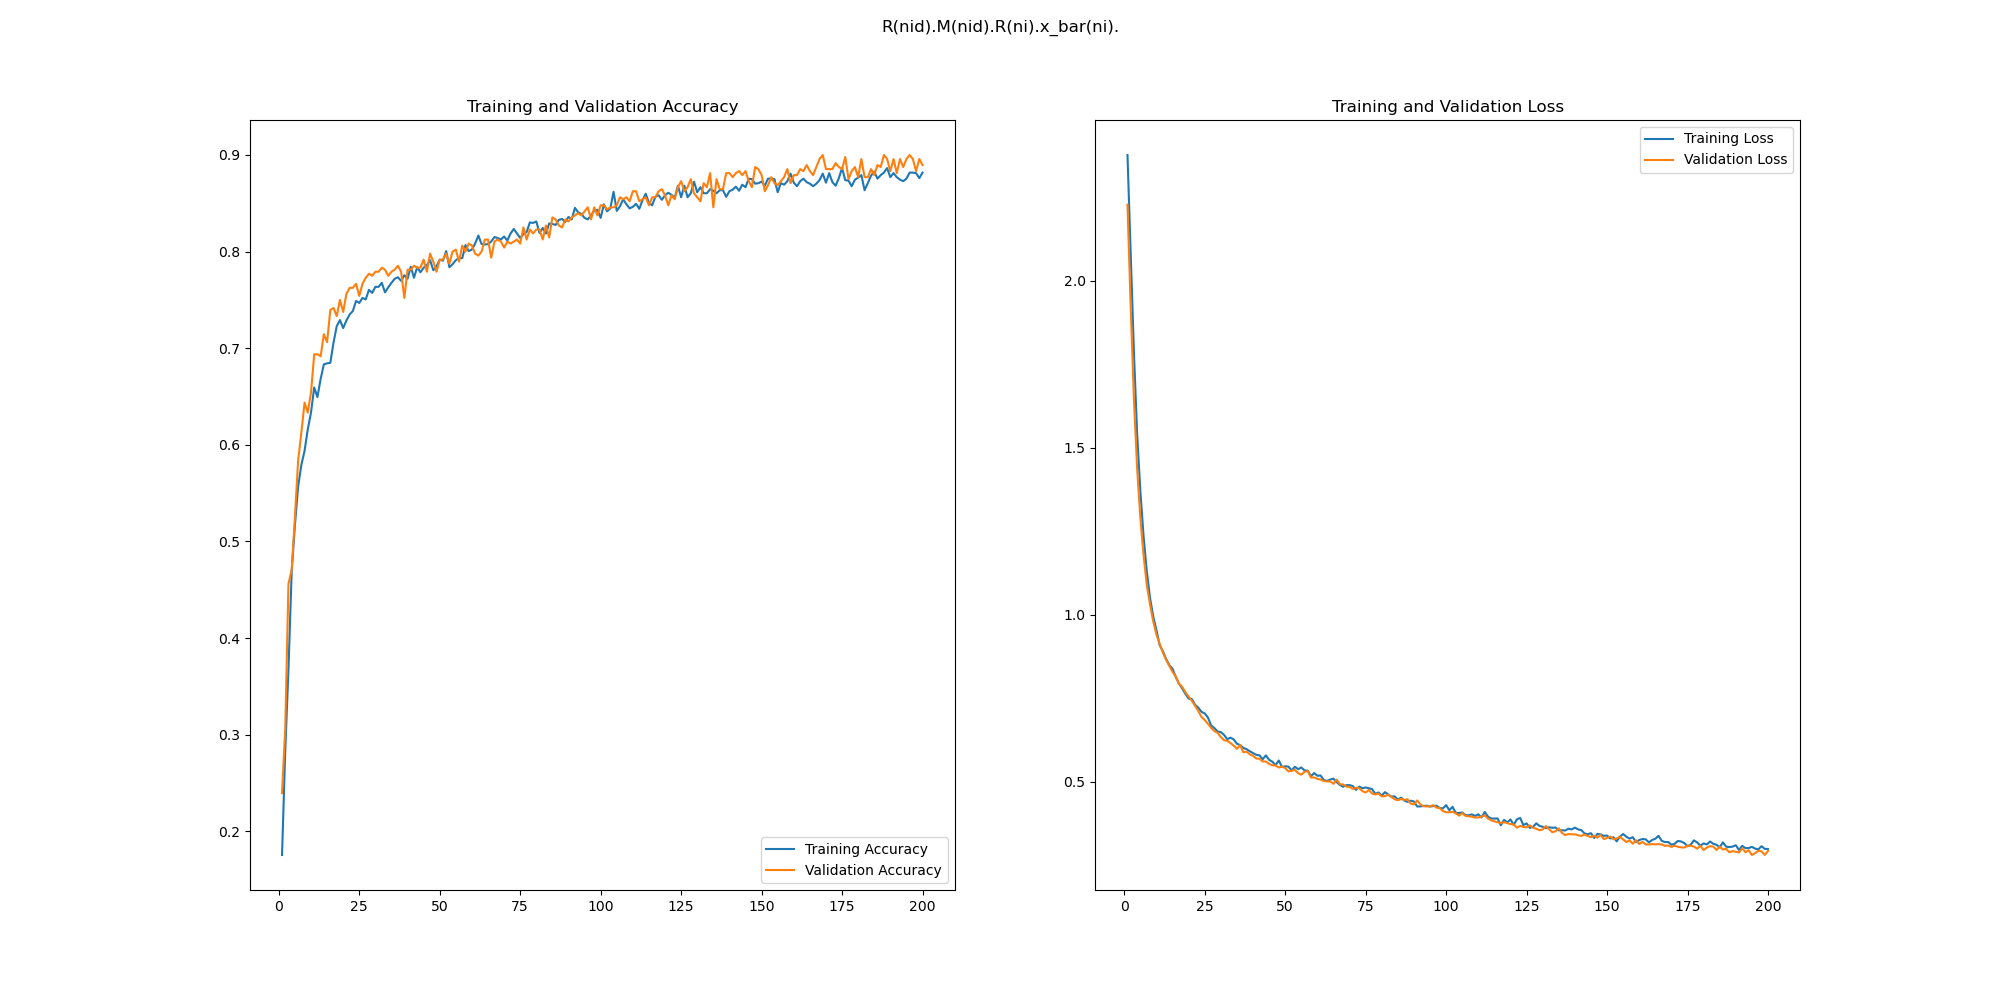 R(nid).M(nid).R(ni).x_bar(ni).
Training and Validation Accuracy
0.9
0.8
0.7
0.6
0.5
0.4
0.3
0.2
Training Accuracy
Validation Accuracy
0 25 50 75 100 125 150 175 200
Training and Validation Loss
Training Loss
Validation Loss
2.0
1.5
1.0
0.5
0 25 50 75 100 125 150 175 200